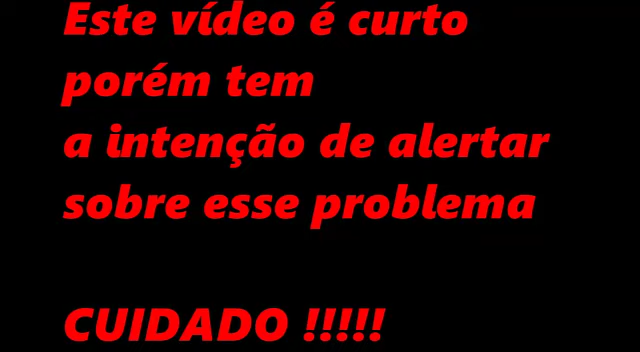 Este vídeo é curto
porém tem
a intenção de alertar
sobre esse problema
CUIDADO !!!!!